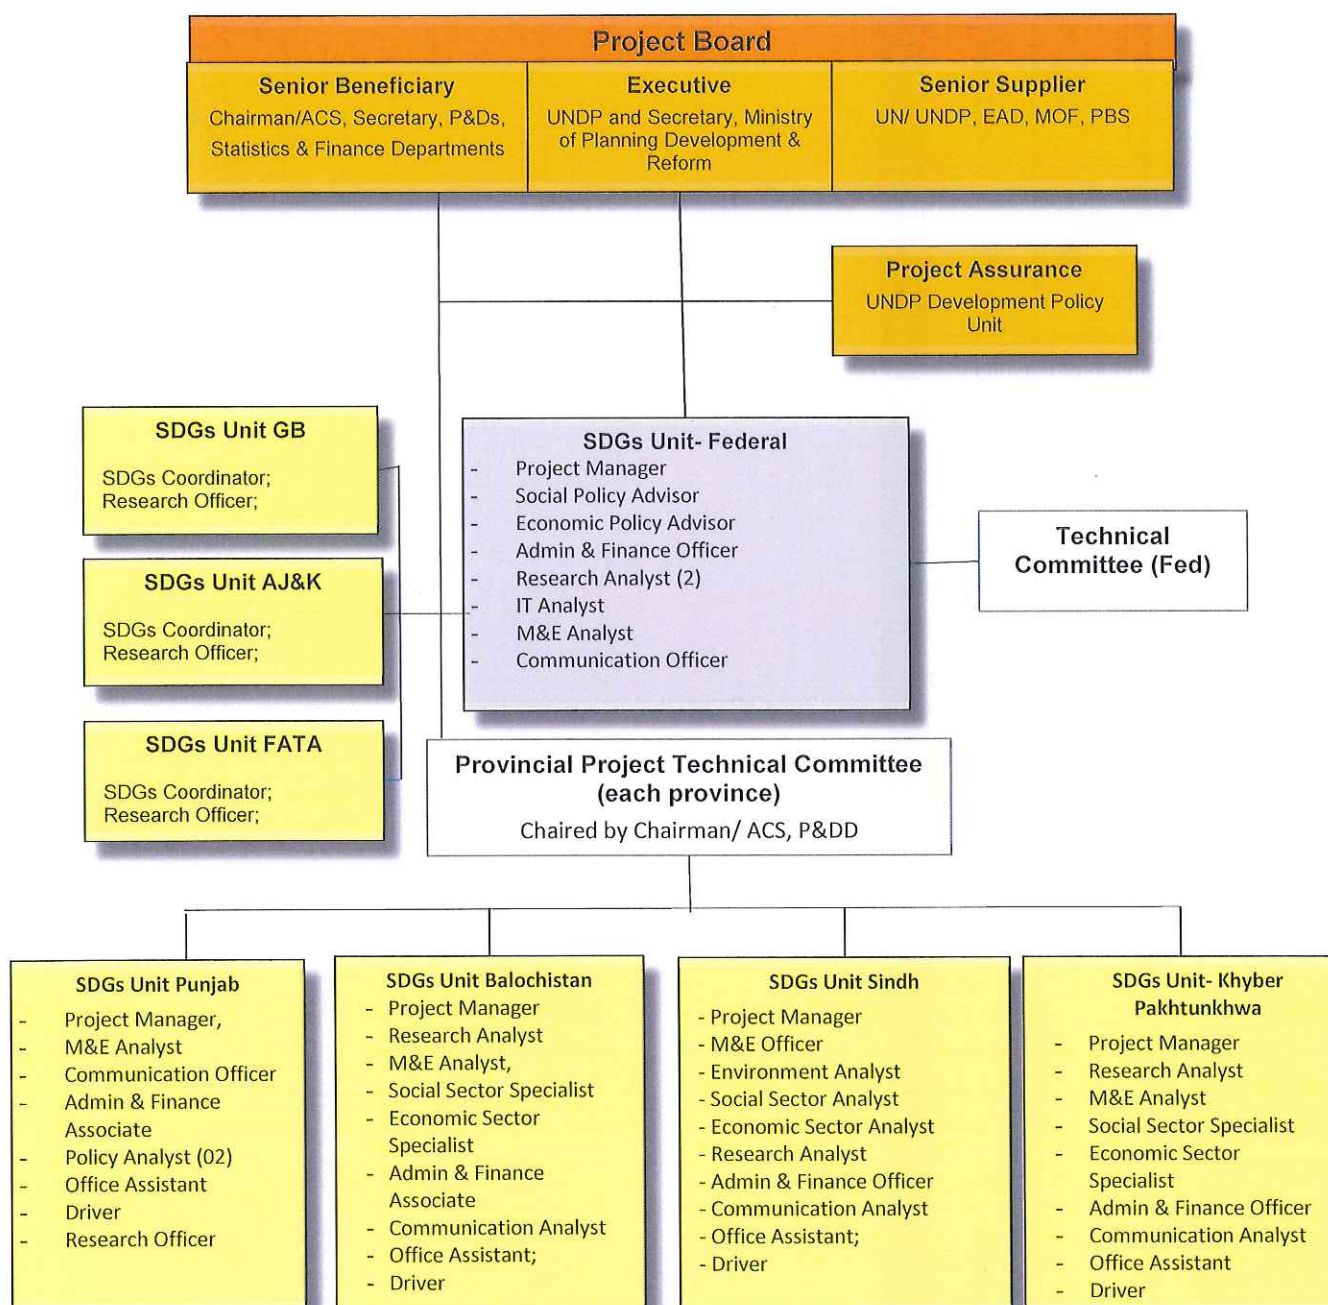 Project Board
Senior Beneficiary
Chairman/ACS, Secretary, P&Ds,
Statistics & Finance Departments
Executive
UNDP and Secretary, Ministry
of Planning Development &
Reform
Senior Supplier
UN/ UNDP, EAD, MOF, PBS
Project Assurance
UNDP Development Policy
Unit
SDGs Unit GB
SDGs Coordinator;
Research Officer;
SDGs Unit AJ&K
SDGs Coordinator;
Research Officer;
SDGs Unit FATA
SDGs Coordinator;
Research Officer;
SDGs Unit- Federal
- Project Manager
- Social Policy Advisor
- Economic Policy Advisor
- Admin & Finance Officer
- Research Analyst (2)
- IT Analyst
- M&E Analyst
- Communication Officer
Technical
Committee (Fed)
Provincial Project Technical Committee
(each province)
Chaired by Chairman/ ACS, P&DD
SDGs Unit Punjab
- Project Manager,
- M&E Analyst
- Communication Officer
- Admin & Finance
Associate
- Policy Analyst (02)
- Office Assistant
- Driver
- Research Officer
SDGs Unit Balochistan
- Project Manager
- Research Analyst
- M&E Analyst,
- Social Sector Specialist
- Economic Sector
Specialist
- Admin & Finance
Associate
- Communication Analyst
- Office Assistant;
- Driver
SDGs Unit Sindh
- Project Manager
- M&E Officer
- Environment Analyst
- Social Sector Analyst
- Economic Sector Analyst
- Research Analyst
- Admin & Finance Officer
- Communication Analyst
- Office Assistant;
- Driver
SDGs Unit- Khyber
Pakhtunkhwa
- Project Manager
- Research Analyst
- M&E Analyst
- Social Sector Specialist
- Economic Sector
Specialist
- Admin & Finance Officer
- Communication Analyst
- Office Assistant
- Driver